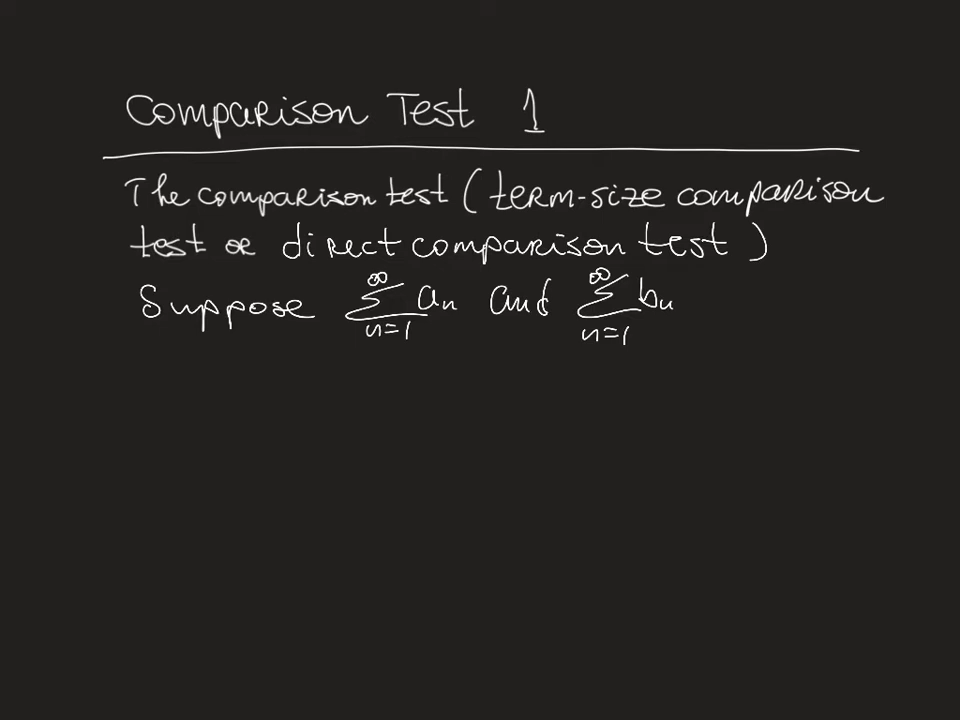 Comparison Test 1
The comparison test (term-size comparison
test or direct comparison test)
Suppose ∑_{n=1}^{∞} a_n and ∑_{n=1}^{∞} b_n